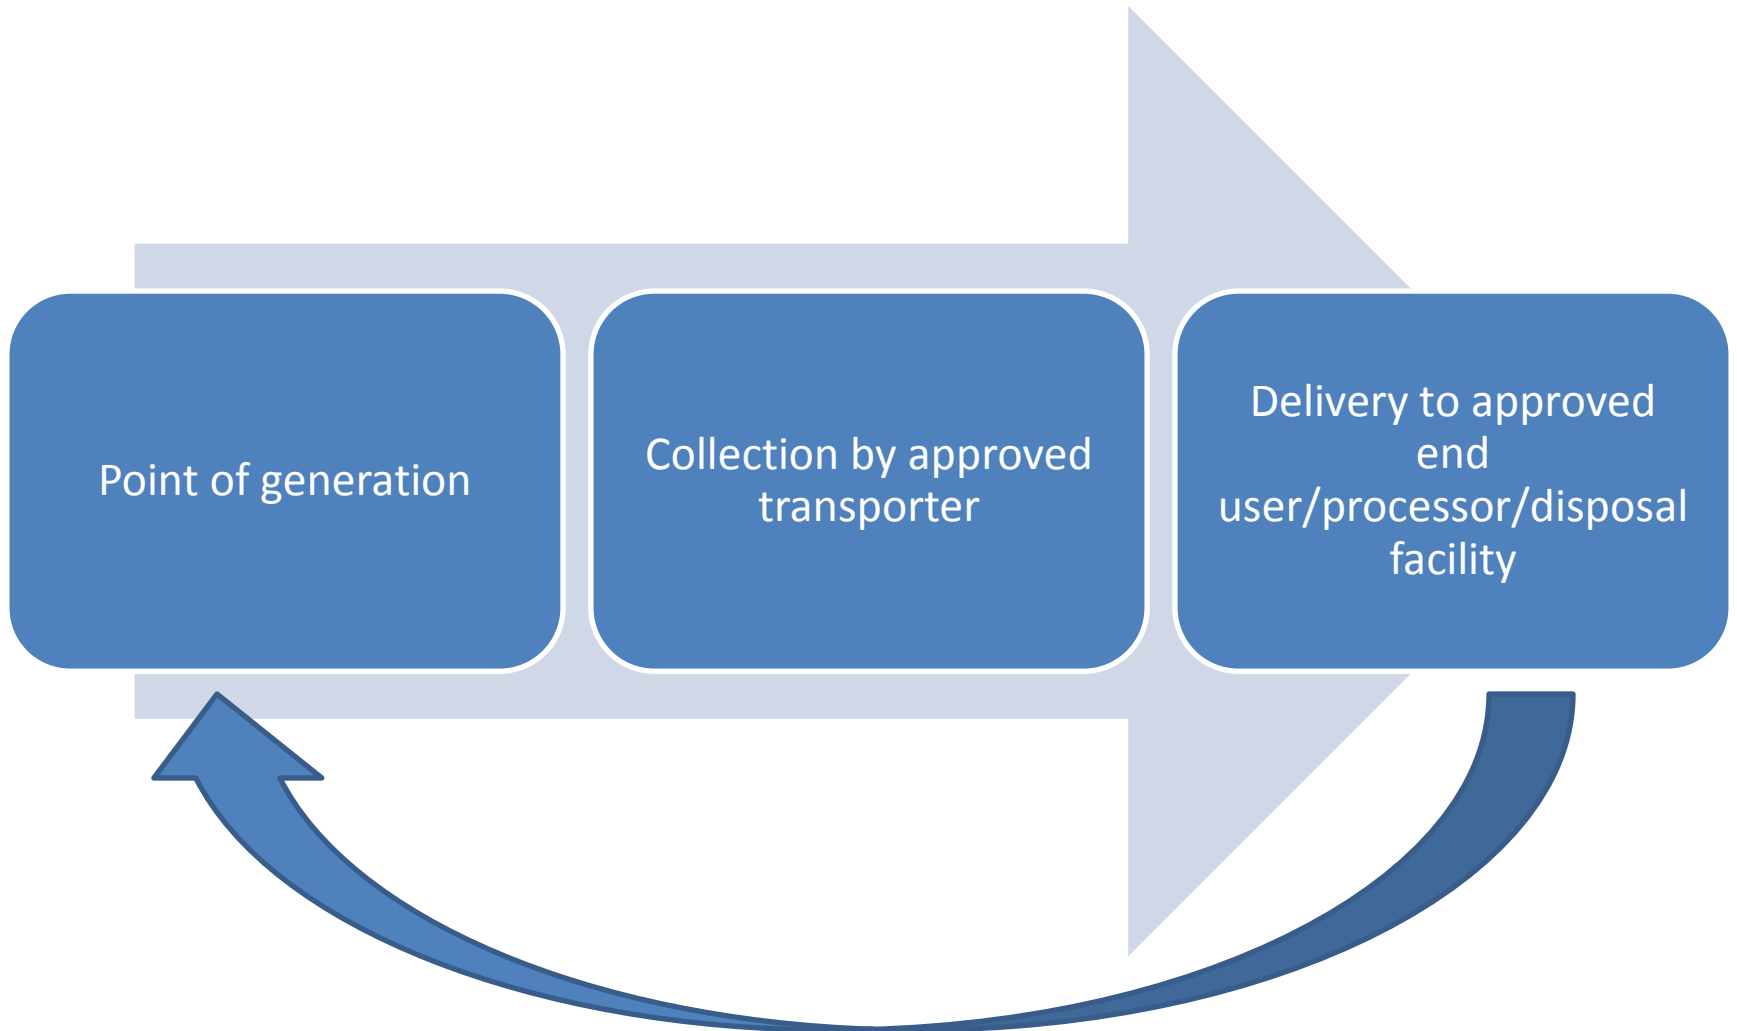 Point of generation
Collection by approved
transporter
Delivery to approved
end
user/processor/disposal
facility